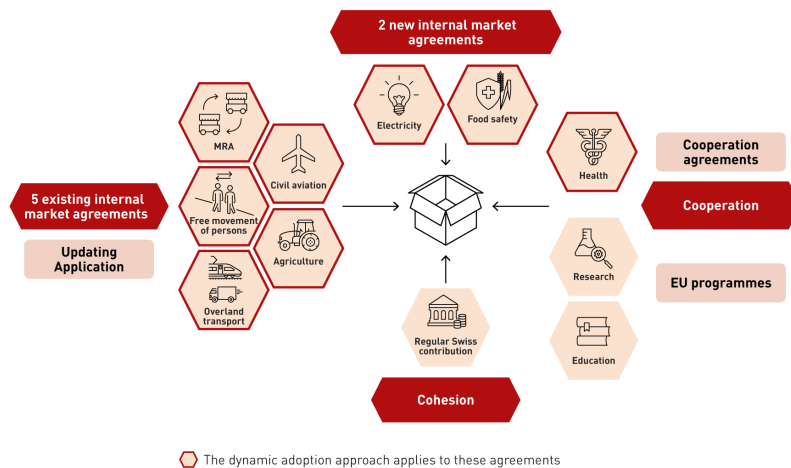 2 new internal market
agreements
Electricity
Food safety
MRA
Civil aviation
Free movement
of persons
Agriculture
Overland
transport
5 existing internal
market agreements
Updating
Application
Health
Cooperation
agreements
Cooperation
Research
EU programmes
Education
Regular Swiss
contribution
Cohesion
The dynamic adoption approach applies to these agreements